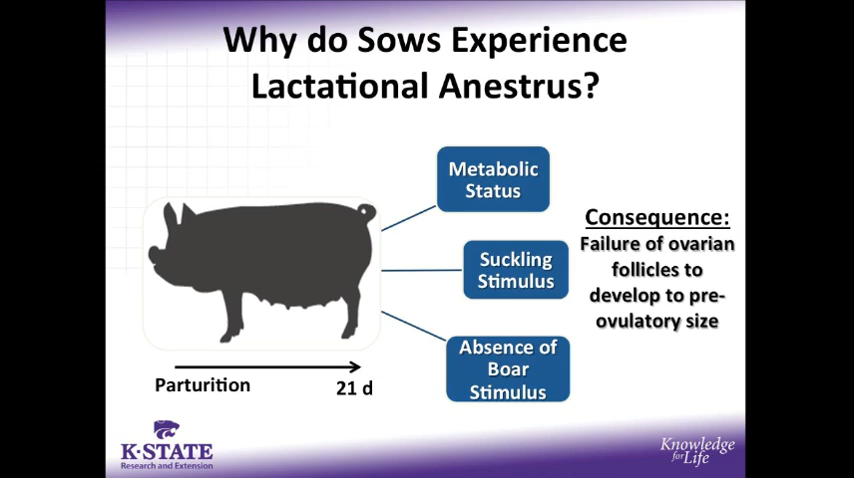 Why do Sows Experience
Lactational Anestrus?
Metabolic
Status
Suckling
Stimulus
Absence of
Boar
Stimulus
Consequence:
Failure of ovarian
follicles to
develop to pre-
ovulatory size
Parturition
21 d
K-STATE
Research and Extension
Knowledge
for Life